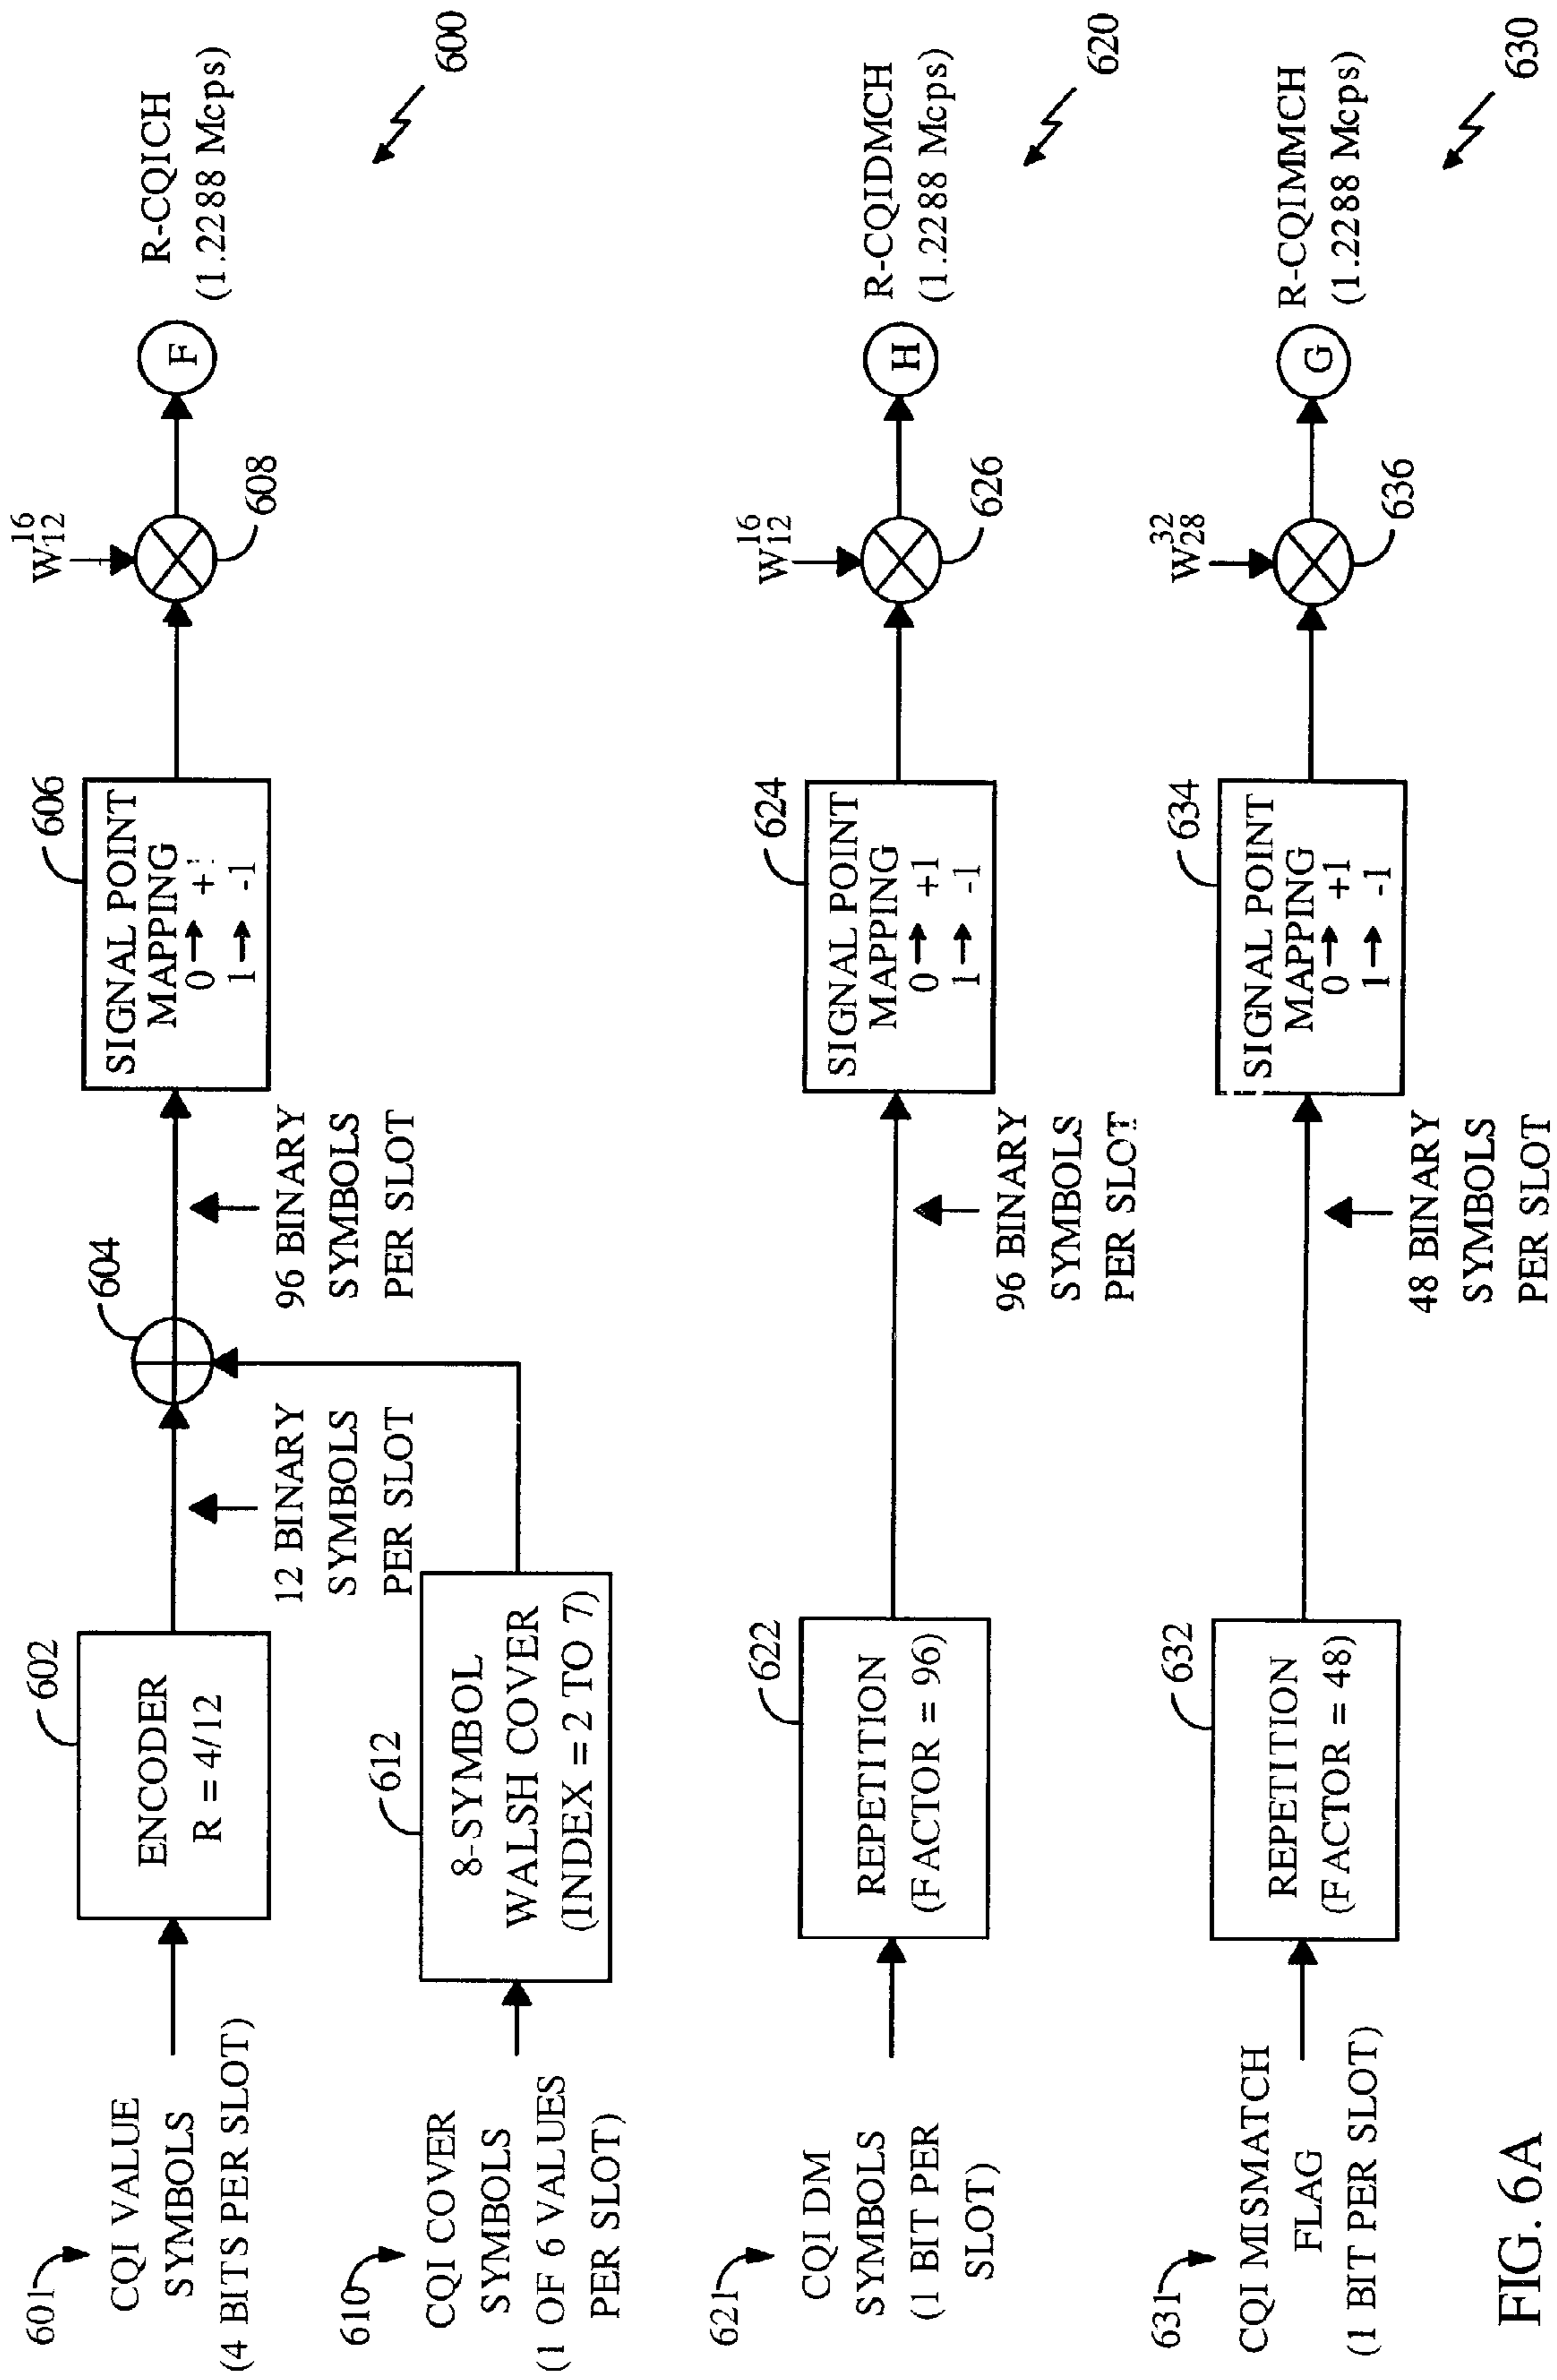 601
CQI VALUE
SYMBOLS
(4 BITS PER SLOT)
602
ENCODER
R = 4/12
12 BINARY
SYMBOLS
PER SLOT
604
96 BINARY
SYMBOLS
PER SLOT
606
SIGNAL POINT
MAPPING
0→ +1
1→ -1
W
16
12
608
F
R-CQICH
(1.2288 Mcps)
600
610
CQI COVER
SYMBOLS
(1 OF 6 VALUES
PER SLOT)
612
8-SYMBOL
WALSH COVER
(INDEX = 2 TO 7)
621
CQI DM
SYMBOLS
(1 BIT PER
SLOT)
622
REPETITION
(FACTOR = 96)
96 BINARY
SYMBOLS
PER SLOT
624
SIGNAL POINT
MAPPING
0→ +1
1→ -1
W
16
12
626
H
R-CQIDMCH
(1.2288 Mcps)
620
631
CQI MISMATCH
FLAG
(1 BIT PER SLOT)
632
REPETITION
(FACTOR = 48)
48 BINARY
SYMBOLS
PER SLOT
634
SIGNAL POINT
MAPPING
0→ +1
1→ -1
W
32
28
636
G
R-CQIMMCH
(1.2288 Mcps)
630
FIG. 6A